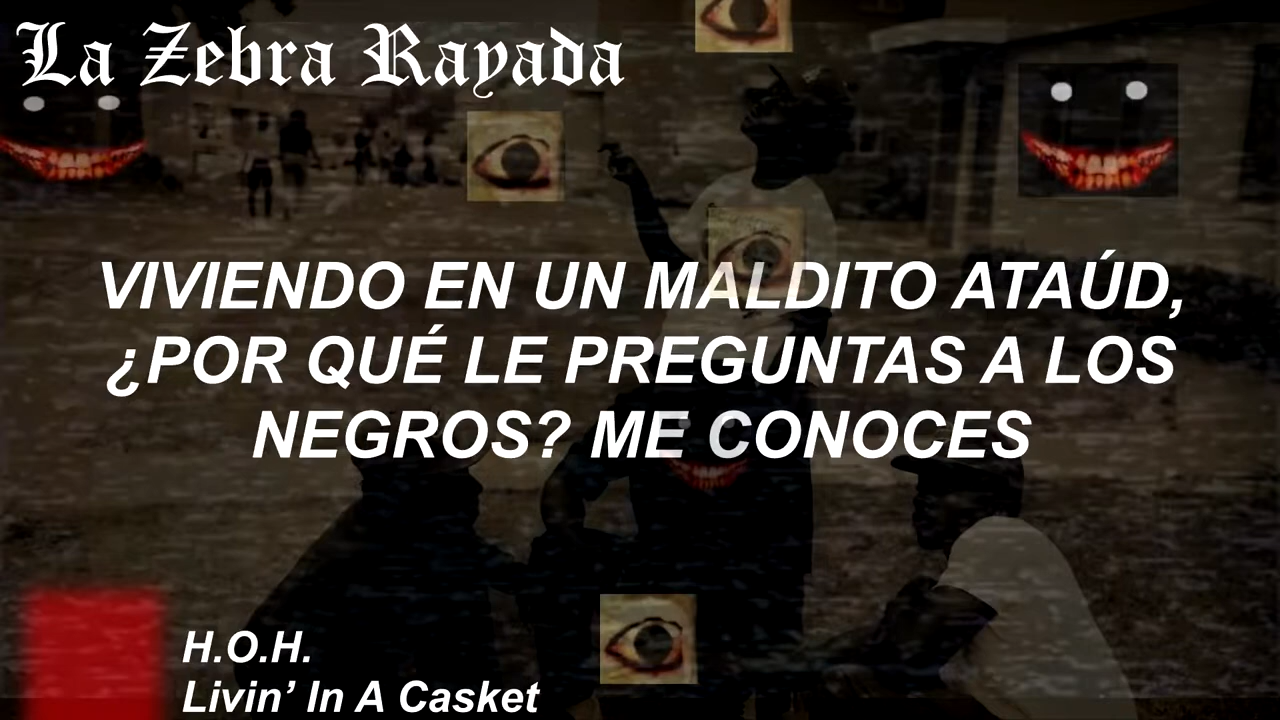 La Zebra Rayada
VIVIENDO EN UN MALDITO ATAÚD,
¿POR QUÉ LE PREGUNTAS A LOS
NEGROS? ME CONOCES
H.O.H.
Livin’ In A Casket